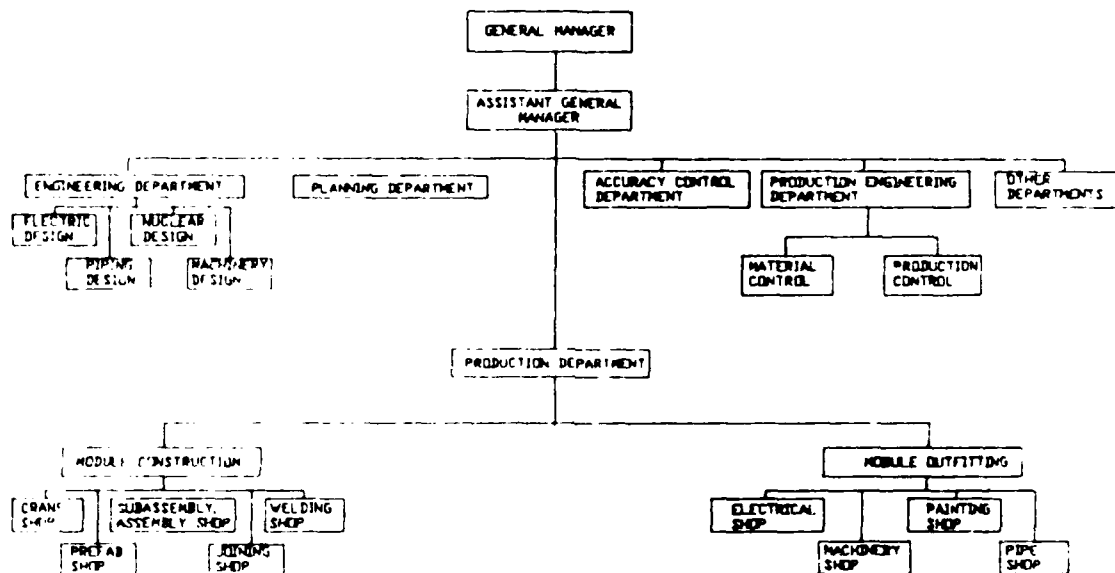 GENERAL MANAGER
ASSISTANT GENERAL
MANAGER
ENGINEERING DEPARTMENT
PLANNING DEPARTMENT
ACCURACY CONTROL
DEPARTMENT
PRODUCTION ENGINEERING
DEPARTMENT
OTHER
DEPARTMENTS
ELECTRIC
DESIGN
NUCLEAR
DESIGN
PIPING
DESIGN
MACHINERY
DESIGN
MATERIAL
CONTROL
PRODUCTION
CONTROL
PRODUCTION DEPARTMENT
MODULE CONSTRUCTION
MODULE OUTFITTING
CRANE
SHOP
SUBASSEMBLY,
ASSEMBLY SHOP
WELDING
SHOP
PREFAB
SHOP
JOINING
SHOP
ELECTRICAL
SHOP
PAINTING
SHOP
MACHINERY
SHOP
PIPE
SHOP